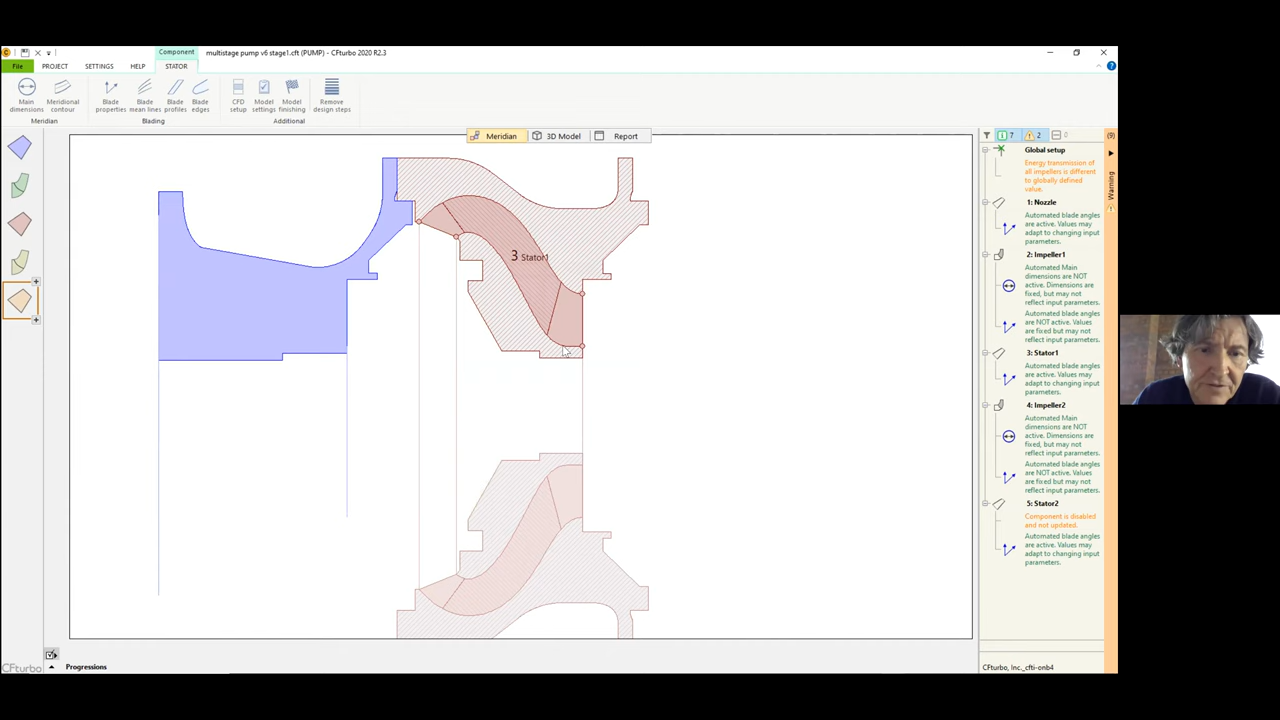 Component
multistage pump v6 stage1.cft (PUMP) - CFturbo 2020 R2.3
File
PROJECT
SETTINGS
HELP
STATOR
Main
dimensions
Meridional
contour
Blade
properties
Blade
mean lines
Blade
profiles
Blade
edges
CFD
setup
Model
settings
Model
finishing
Remove
design steps
Meridian
Blading
Additional
Meridian
3D Model
Report
7
2
0
(9)
Warning
Global setup
Energy transmission
of all impellers is different
to globally defined
value.
1: Nozzle
Automated blade angles
are active. Values may
adapt to changing input
parameters.
2: Impeller1
Automated Main
dimensions are NOT
active. Dimensions are
fixed, but may not
reflect input parameters.
Automated blade angles
are NOT active. Values
are fixed but may not
reflect input parameters.
3: Stator1
Automated blade angles
are active. Values may
adapt to changing input
parameters.
4: Impeller2
Automated Main
dimensions are NOT
active. Dimensions are
fixed, but may not
reflect input parameters.
Automated blade angles
are NOT active. Values
are fixed but may not
reflect input parameters.
5: Stator2
Component is disabled
and not updated.
Automated blade angles
are active. Values may
adapt to changing input
parameters.
3 Stator1
CFturbo
Progressions
CFturbo, Inc._cfti-onb4